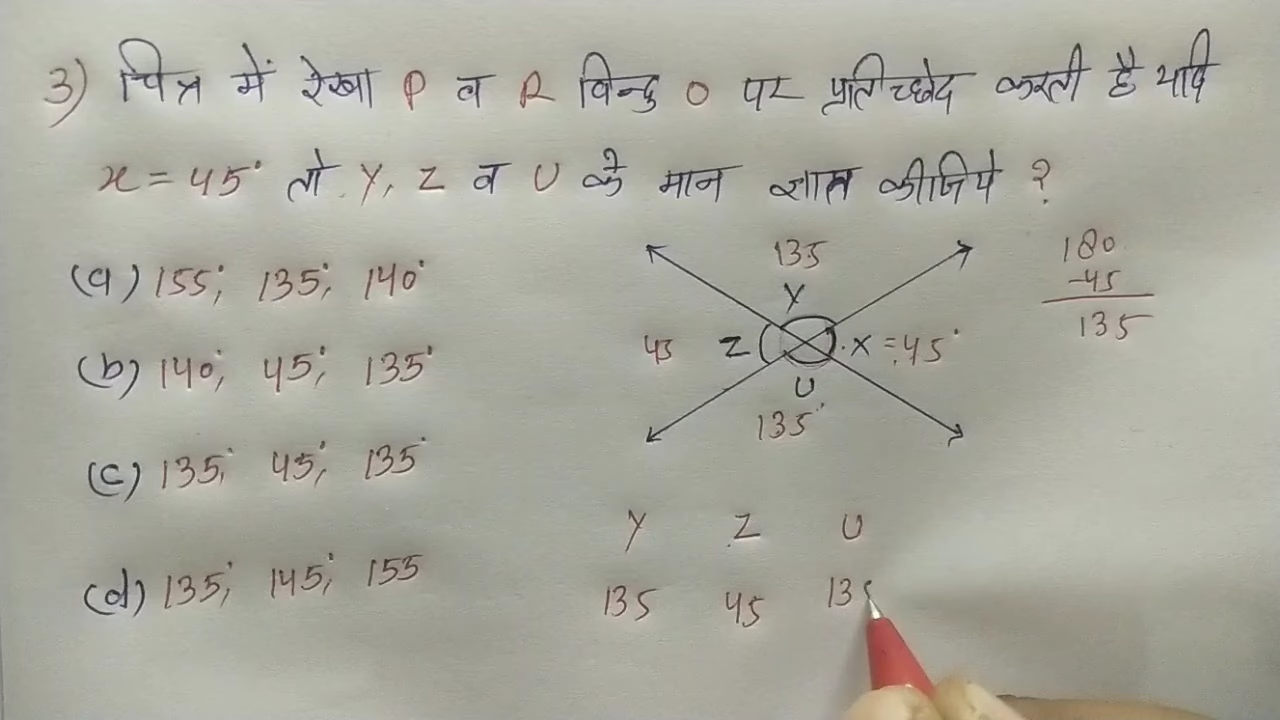 3) चित्र में रेखा P व R विन्दु O पर प्रतिच्छेद करती है यदि
x = 45° तो Y, Z व U के मान ज्ञात कीजिये ?
(a) 155°, 135°, 140°
(b) 140°, 45°, 135°
(c) 135°, 45°, 135°
(d) 135°, 145°, 155
135
Y
45 Z X = 45°
U
135°
180
-45
135
Y Z U
135 45 135